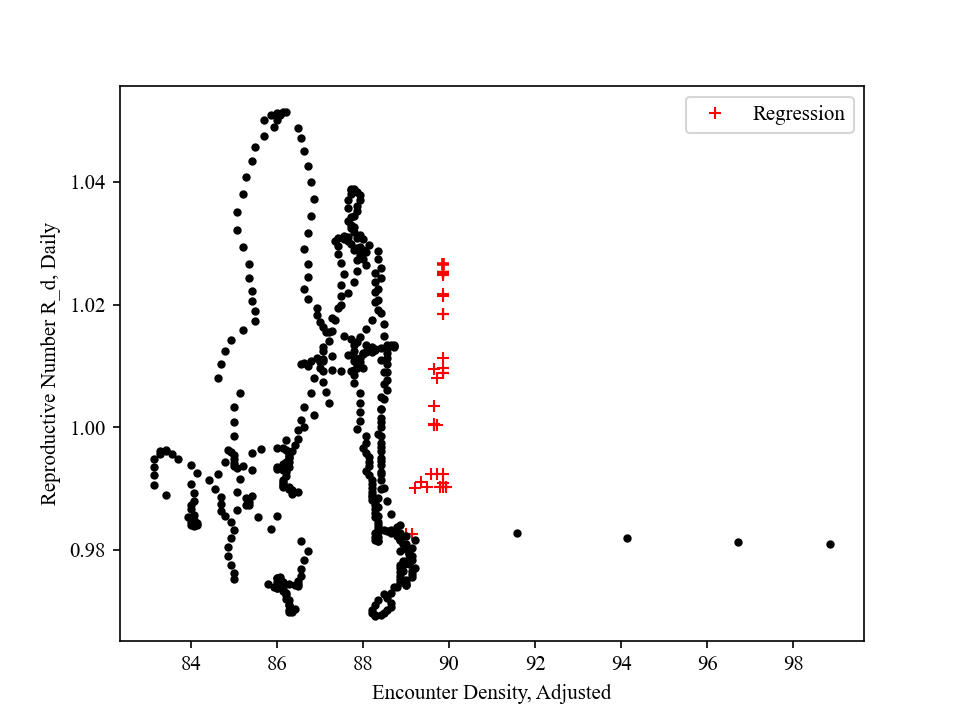 Regression
1.04
1.02
1.00
0.98
Reproductive Number R_d, Daily
84 86 88 90 92 94 96 98
Encounter Density, Adjusted